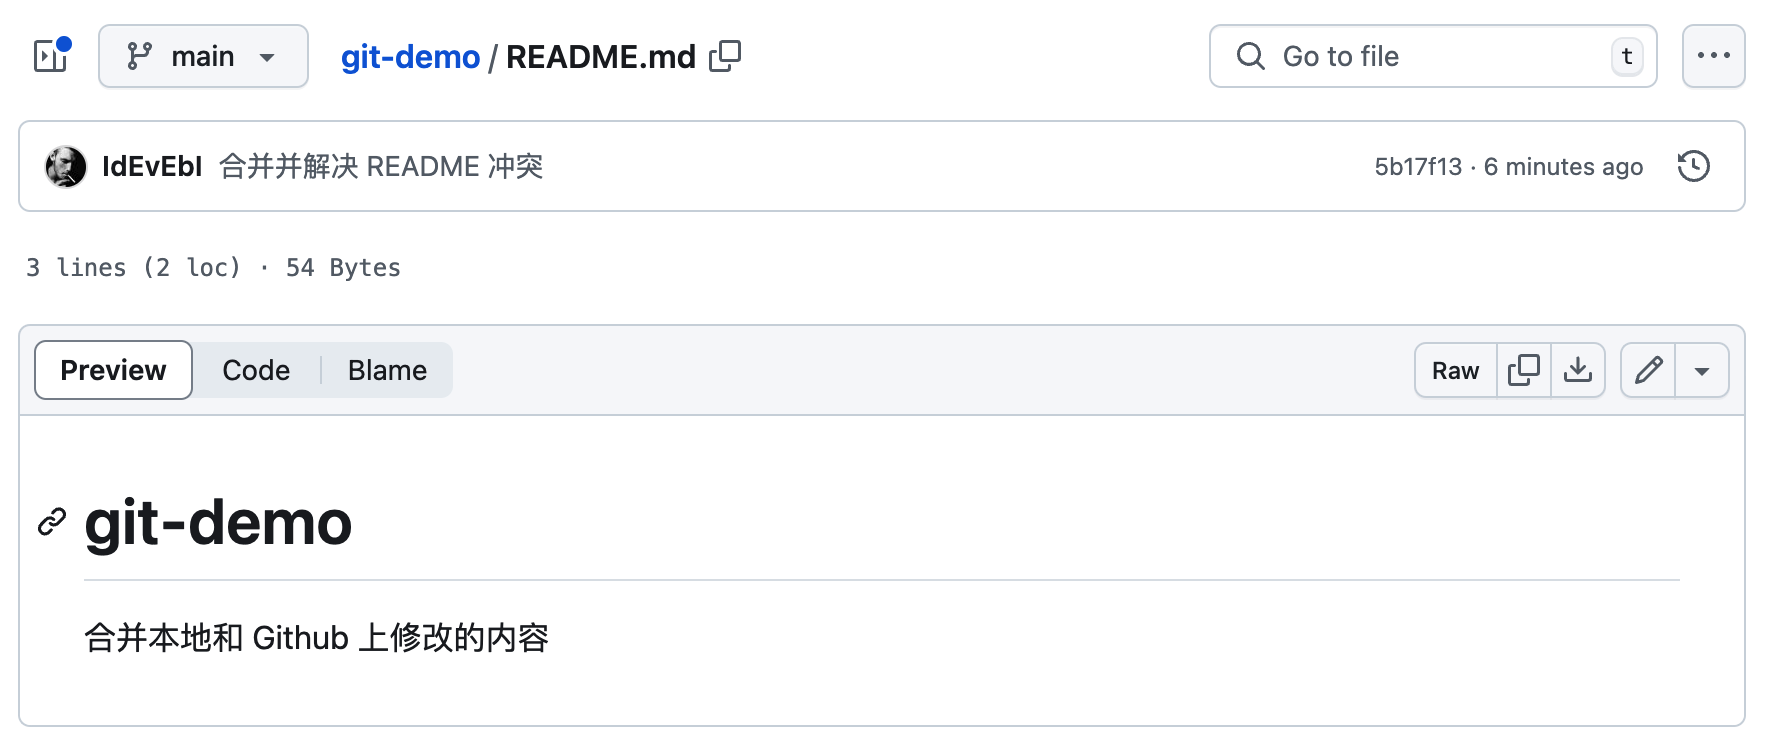 main git-demo / README.md Go to file t
IdEvEbI 合并并解决 README 冲突 5b17f13 · 6 minutes ago
3 lines (2 loc) · 54 Bytes
Preview Code Blame Raw
git-demo
合并本地和 Github 上修改的内容